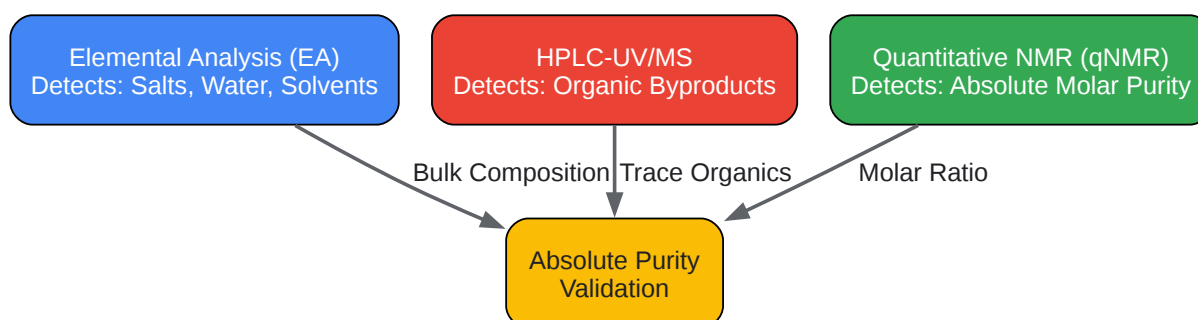 Elemental Analysis (EA)
Detects: Salts, Water, Solvents
HPLC-UV/MS
Detects: Organic Byproducts
Quantitative NMR (qNMR)
Detects: Absolute Molar Purity
Bulk Composition
Trace Organics
Molar Ratio
Absolute Purity
Validation